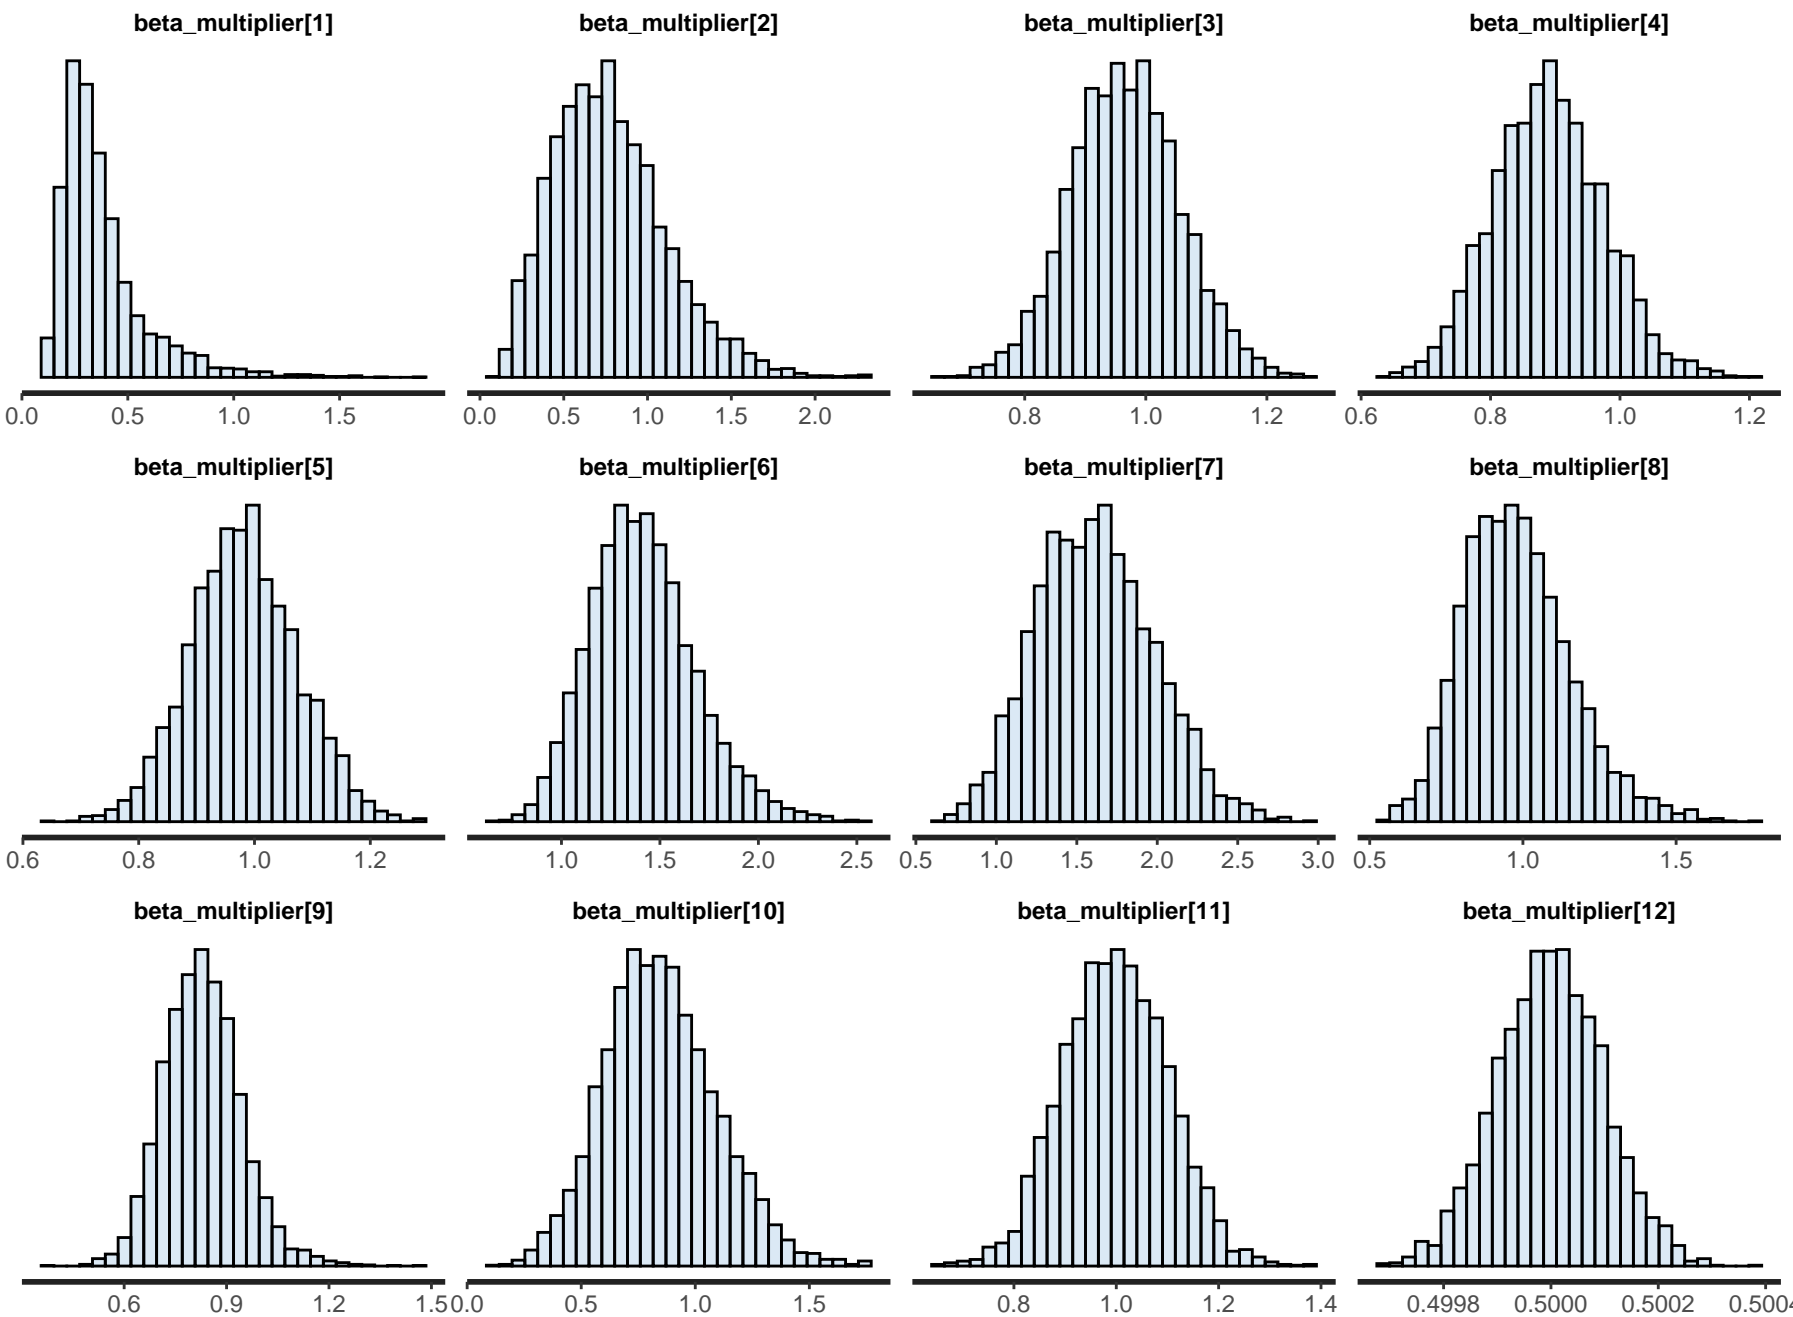 beta_multiplier[1] beta_multiplier[2] beta_multiplier[3] beta_multiplier[4]
0.0 0.5 1.0 1.5 0.0 0.5 1.0 1.5 2.0 0.8 1.0 1.2 0.6 0.8 1.0 1.2
beta_multiplier[5] beta_multiplier[6] beta_multiplier[7] beta_multiplier[8]
0.6 0.8 1.0 1.2 1.0 1.5 2.0 2.5 0.5 1.0 1.5 2.0 2.5 3.0 0.5 1.0 1.5
beta_multiplier[9] beta_multiplier[10] beta_multiplier[11] beta_multiplier[12]
0.6 0.9 1.2 1.5 0.0 0.5 1.0 1.5 0.8 1.0 1.2 1.4 0.4998 0.5000 0.5002 0.5004